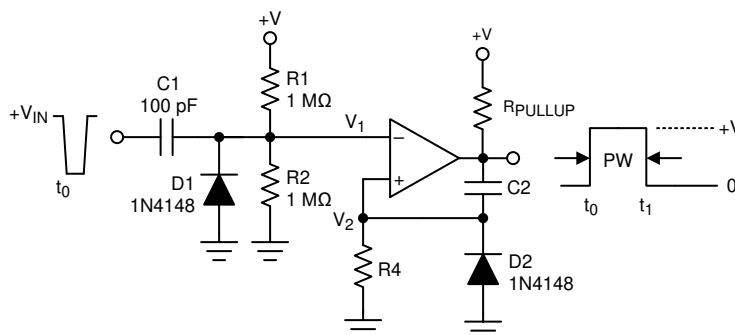 +V
+V
C1
100 pF
R1
1 MΩ
RPULLUP
+VIN
V1
−
+V
PW
t0
D1
1N4148
R2
1 MΩ
+
C2
0
t0
t1
V2
R4
D2
1N4148